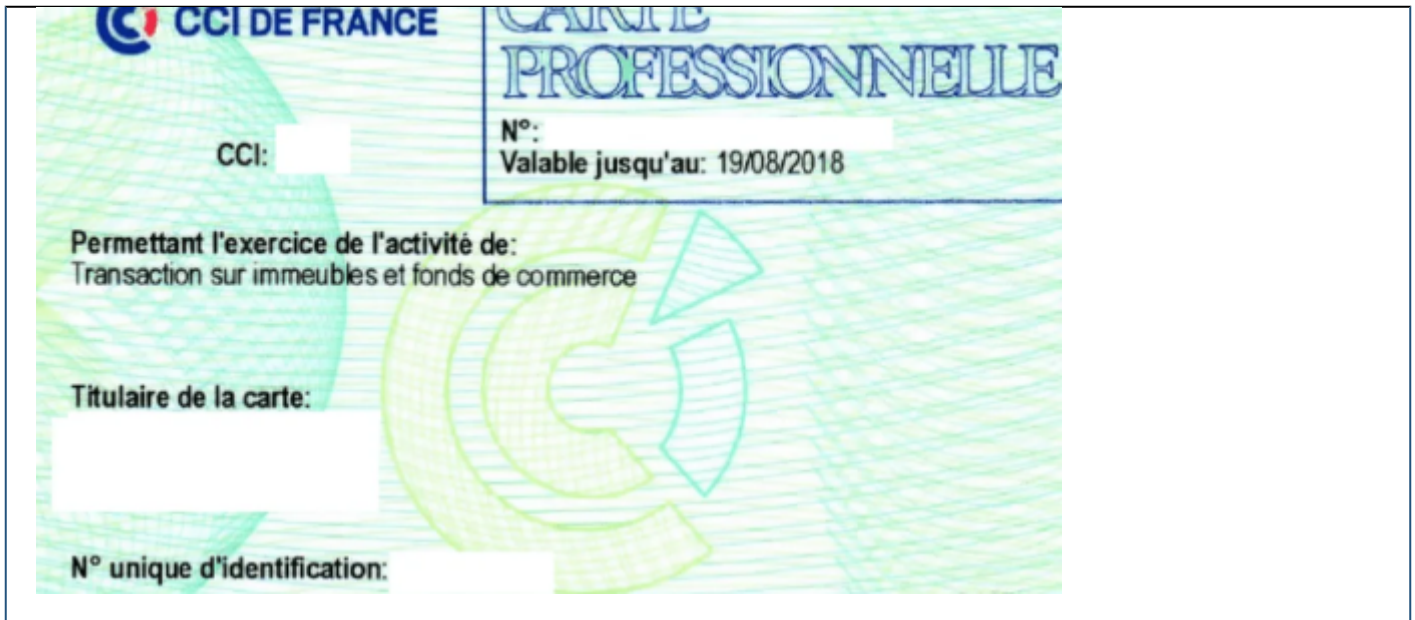 CCI DE FRANCE
CARTE
PROFESSIONNELLE
N°:
Valable jusqu'au: 19/08/2018
CCI:
Permettant l'exercice de l'activité de:
Transaction sur immeubles et fonds de commerce
Titulaire de la carte:
N° unique d'identification: